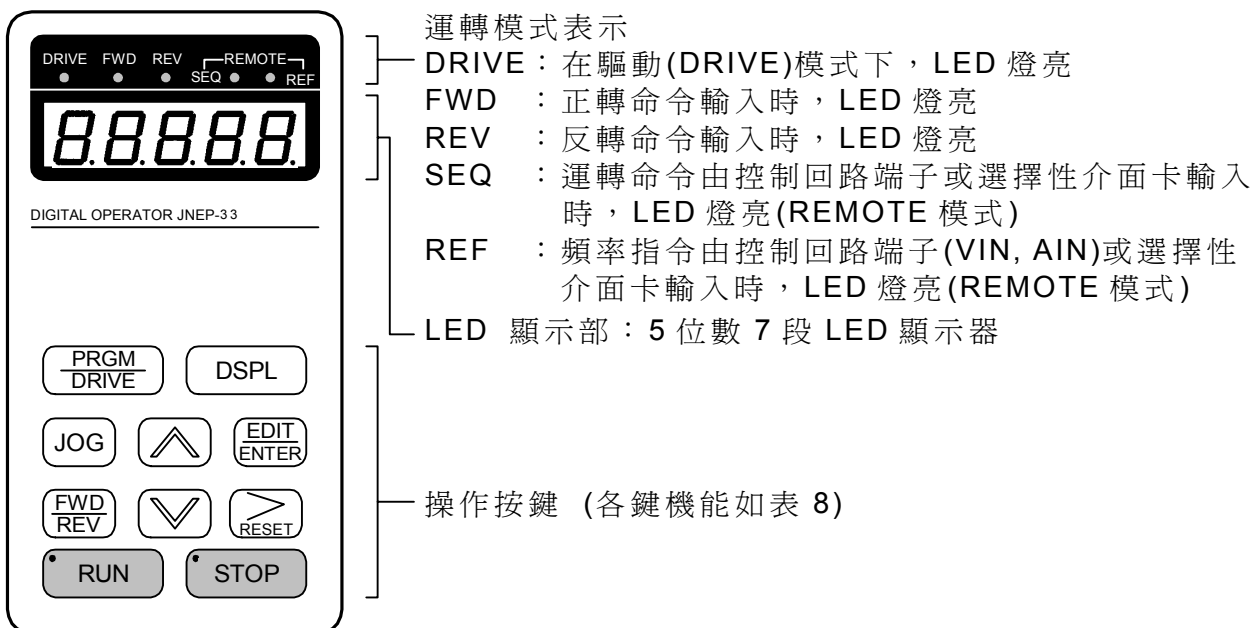 DRIVE FWD REV REMOTE
SEQ REF
88888
DIGITAL OPERATOR JNEP-33
PRGM
DRIVE
DSPL
JOG
EDIT
ENTER
FWD
REV
RESET
RUN
STOP
運轉模式表示
DRIVE：在驅動(DRIVE)模式下，LED 燈亮
FWD ：正轉命令輸入時，LED 燈亮
REV ：反轉命令輸入時，LED 燈亮
SEQ ：運轉命令由控制回路端子或選擇性介面卡輸入
時，LED 燈亮(REMOTE 模式)
REF ：頻率指令由控制回路端子(VIN, AIN)或選擇性
介面卡輸入時，LED 燈亮(REMOTE 模式)
LED 顯示部：5 位數 7 段 LED 顯示器
操作按鍵 (各鍵機能如表 8)